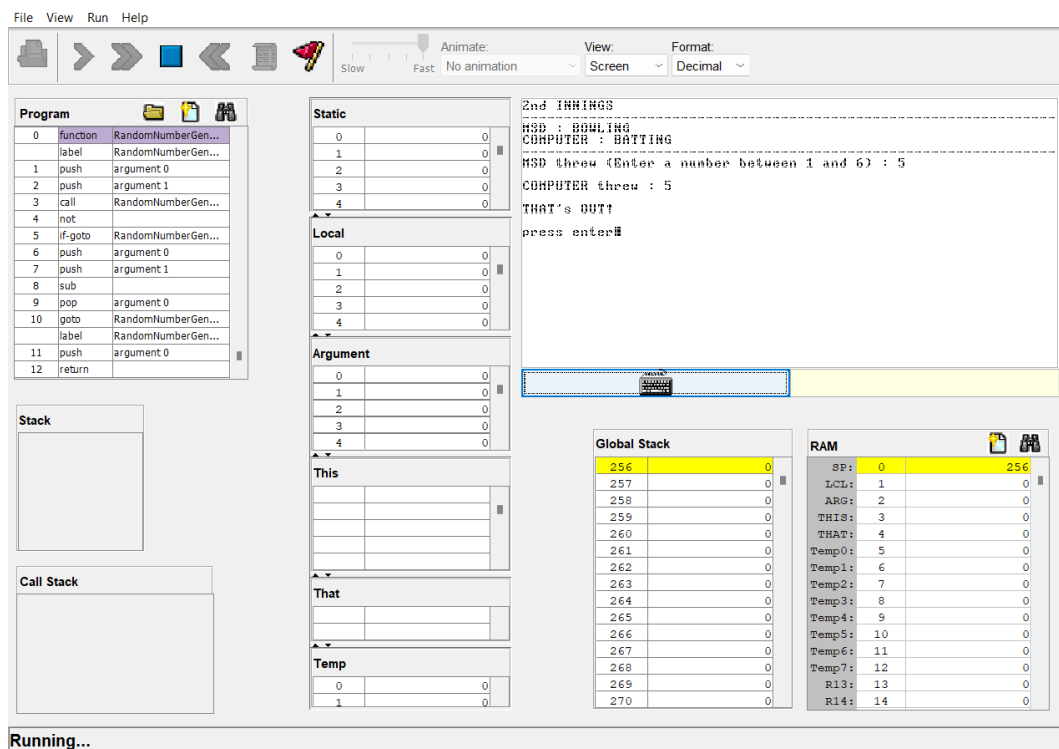 File View Run Help
Slow Fast
Animate:
No animation
View:
Screen
Format:
Decimal
Program
0 function RandomNumberGen...
label RandomNumberGen...
1 push argument 0
2 push argument 1
3 call RandomNumberGen...
4 not
5 if-goto RandomNumberGen...
6 push argument 0
7 push argument 1
8 sub
9 pop argument 0
10 goto RandomNumberGen...
label RandomNumberGen...
11 push argument 0
12 return
Stack
Call Stack
Static
0 0
1 0
2 0
3 0
4 0
Local
0 0
1 0
2 0
3 0
4 0
Argument
0 0
1 0
2 0
3 0
4 0
This
That
Temp
0 0
1 0
2nd INNINGS
MSD : BOWLING
COMPUTER : BATTING
MSD threw (Enter a number between 1 and 6) : 5
COMPUTER threw : 5
THAT's OUT!
press enter
Global Stack
256 0
257 0
258 0
259 0
260 0
261 0
262 0
263 0
264 0
265 0
266 0
267 0
268 0
269 0
270 0
RAM
SP: 0 256
LCL: 1 0
ARG: 2 0
THIS: 3 0
THAT: 4 0
Temp0: 5 0
Temp1: 6 0
Temp2: 7 0
Temp3: 8 0
Temp4: 9 0
Temp5: 10 0
Temp6: 11 0
Temp7: 12 0
R13: 13 0
R14: 14 0
Running...